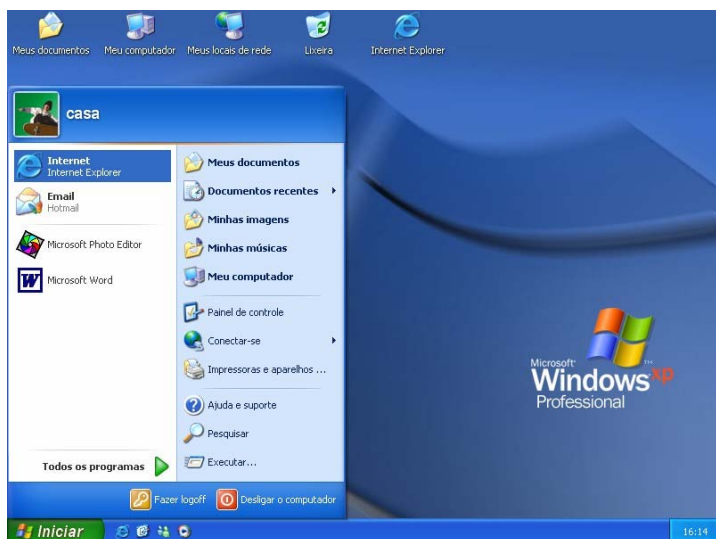 Meus documentos
Meu computador
Meus locais de rede
Lixeira
Internet Explorer
casa
Internet
Internet Explorer
Email
Hotmail
Microsoft Photo Editor
Microsoft Word
Todos os programas
Meus documentos
Documentos recentes
Minhas imagens
Minhas músicas
Meu computador
Painel de controle
Conectar-se
Impressoras e aparelhos ...
Ajuda e suporte
Pesquisar
Executar...
Fazer logoff
Desligar o computador
Microsoft
Windows xp
Professional
Iniciar
16:14